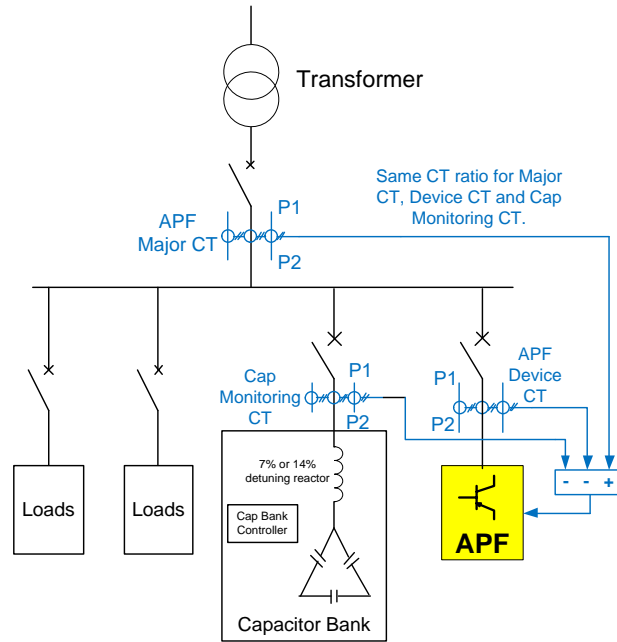 Transformer
Same CT ratio for Major
CT, Device CT and Cap
Monitoring CT.
APF
Major CT
P1
P2
Cap
Monitoring
CT
P1
P2
P1
P2
APF
Device
CT
Loads
Loads
7% or 14%
detuning reactor
Cap Bank
Controller
Capacitor Bank
- - +
APF